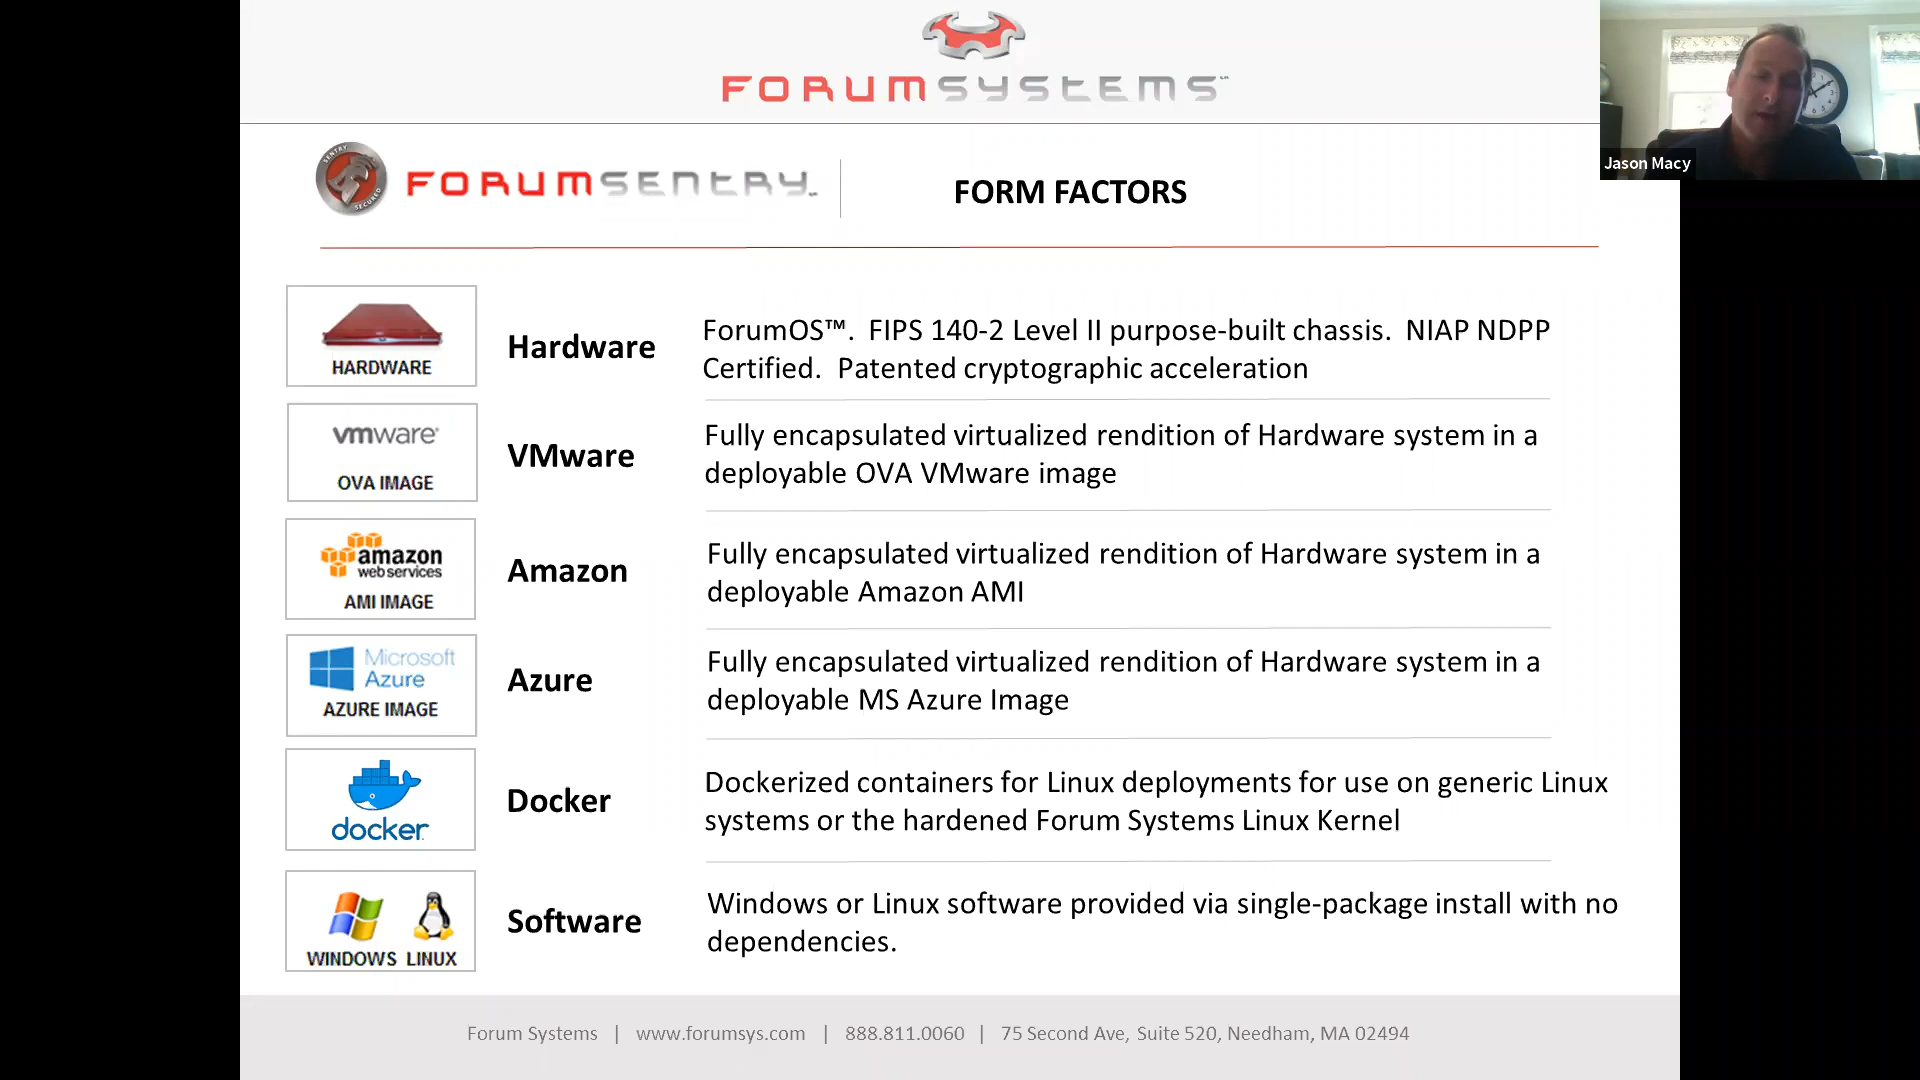 FORUMSYSTEMS
Jason Macy
SENTRY
SECURED
FORUMSENTRY
FORM FACTORS
HARDWARE
Hardware
ForumOS™. FIPS 140-2 Level II purpose-built chassis. NIAP NDPP
Certified. Patented cryptographic acceleration
vmware
OVA IMAGE
VMware
Fully encapsulated virtualized rendition of Hardware system in a
deployable OVA VMware image
amazon
web services
AMI IMAGE
Amazon
Fully encapsulated virtualized rendition of Hardware system in a
deployable Amazon AMI
Microsoft
Azure
AZURE IMAGE
Azure
Fully encapsulated virtualized rendition of Hardware system in a
deployable MS Azure Image
docker
Docker
Dockerized containers for Linux deployments for use on generic Linux
systems or the hardened Forum Systems Linux Kernel
WINDOWS LINUX
Software
Windows or Linux software provided via single-package install with no
dependencies.
Forum Systems | www.forumsys.com | 888.811.0060 | 75 Second Ave, Suite 520, Needham, MA 02494